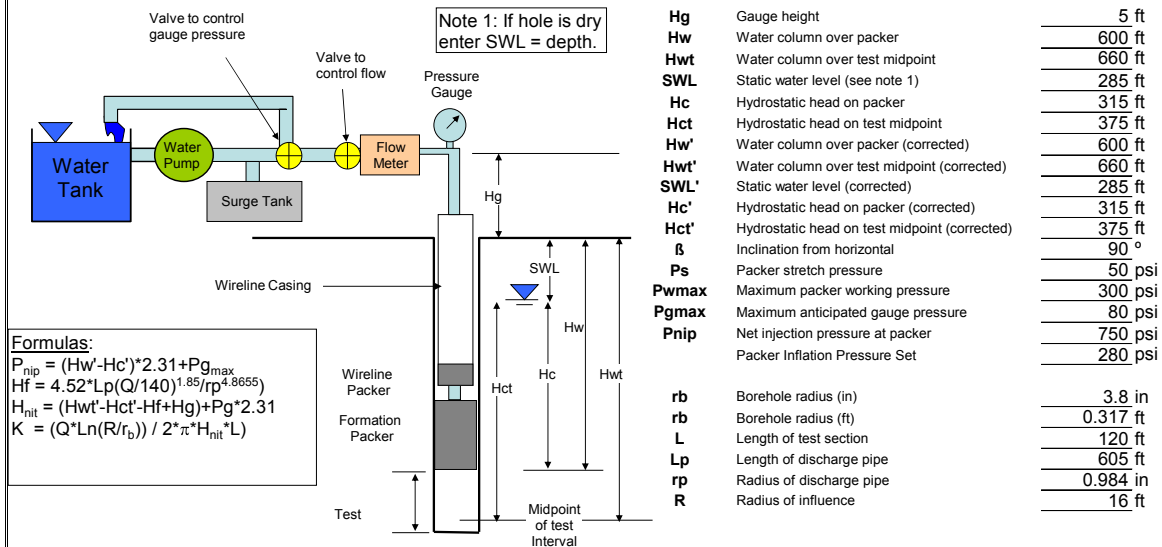 Valve to control
gauge pressure
Note 1: If hole is dry
enter SWL = depth.
Valve to
control flow
Pressure
Gauge
Water
Tank
Water
Pump
Flow
Meter
Surge Tank
Hg
SWL
Wireline Casing
Hw
Hct
Hc
Hwt
Wireline
Packer
Formation
Packer
Test
Midpoint
of test
Interval
Formulas:
P_nip = (Hw'-Hc')*2.31+Pg_max
Hf = 4.52*Lp(Q/140)^1.85/rp^4.8655)
H_nit = (Hwt'-Hct'-Hf+Hg)+Pg*2.31
K = (Q*Ln(R/r_b)) / 2*π*H_nit*L)
Hg Gauge height 5 ft
Hw Water column over packer 600 ft
Hwt Water column over test midpoint 660 ft
SWL Static water level (see note 1) 285 ft
Hc Hydrostatic head on packer 315 ft
Hct Hydrostatic head on test midpoint 375 ft
Hw' Water column over packer (corrected) 600 ft
Hwt' Water column over test midpoint (corrected) 660 ft
SWL' Static water level (corrected) 285 ft
Hc' Hydrostatic head on packer (corrected) 315 ft
Hct' Hydrostatic head on test midpoint (corrected) 375 ft
ß Inclination from horizontal 90 º
Ps Packer stretch pressure 50 psi
Pwmax Maximum packer working pressure 300 psi
Pgmax Maximum anticipated gauge pressure 80 psi
Pnip Net injection pressure at packer 750 psi
Packer Inflation Pressure Set 280 psi
rb Borehole radius (in) 3.8 in
rb Borehole radius (ft) 0.317 ft
L Length of test section 120 ft
Lp Length of discharge pipe 605 ft
rp Radius of discharge pipe 0.984 in
R Radius of influence 16 ft